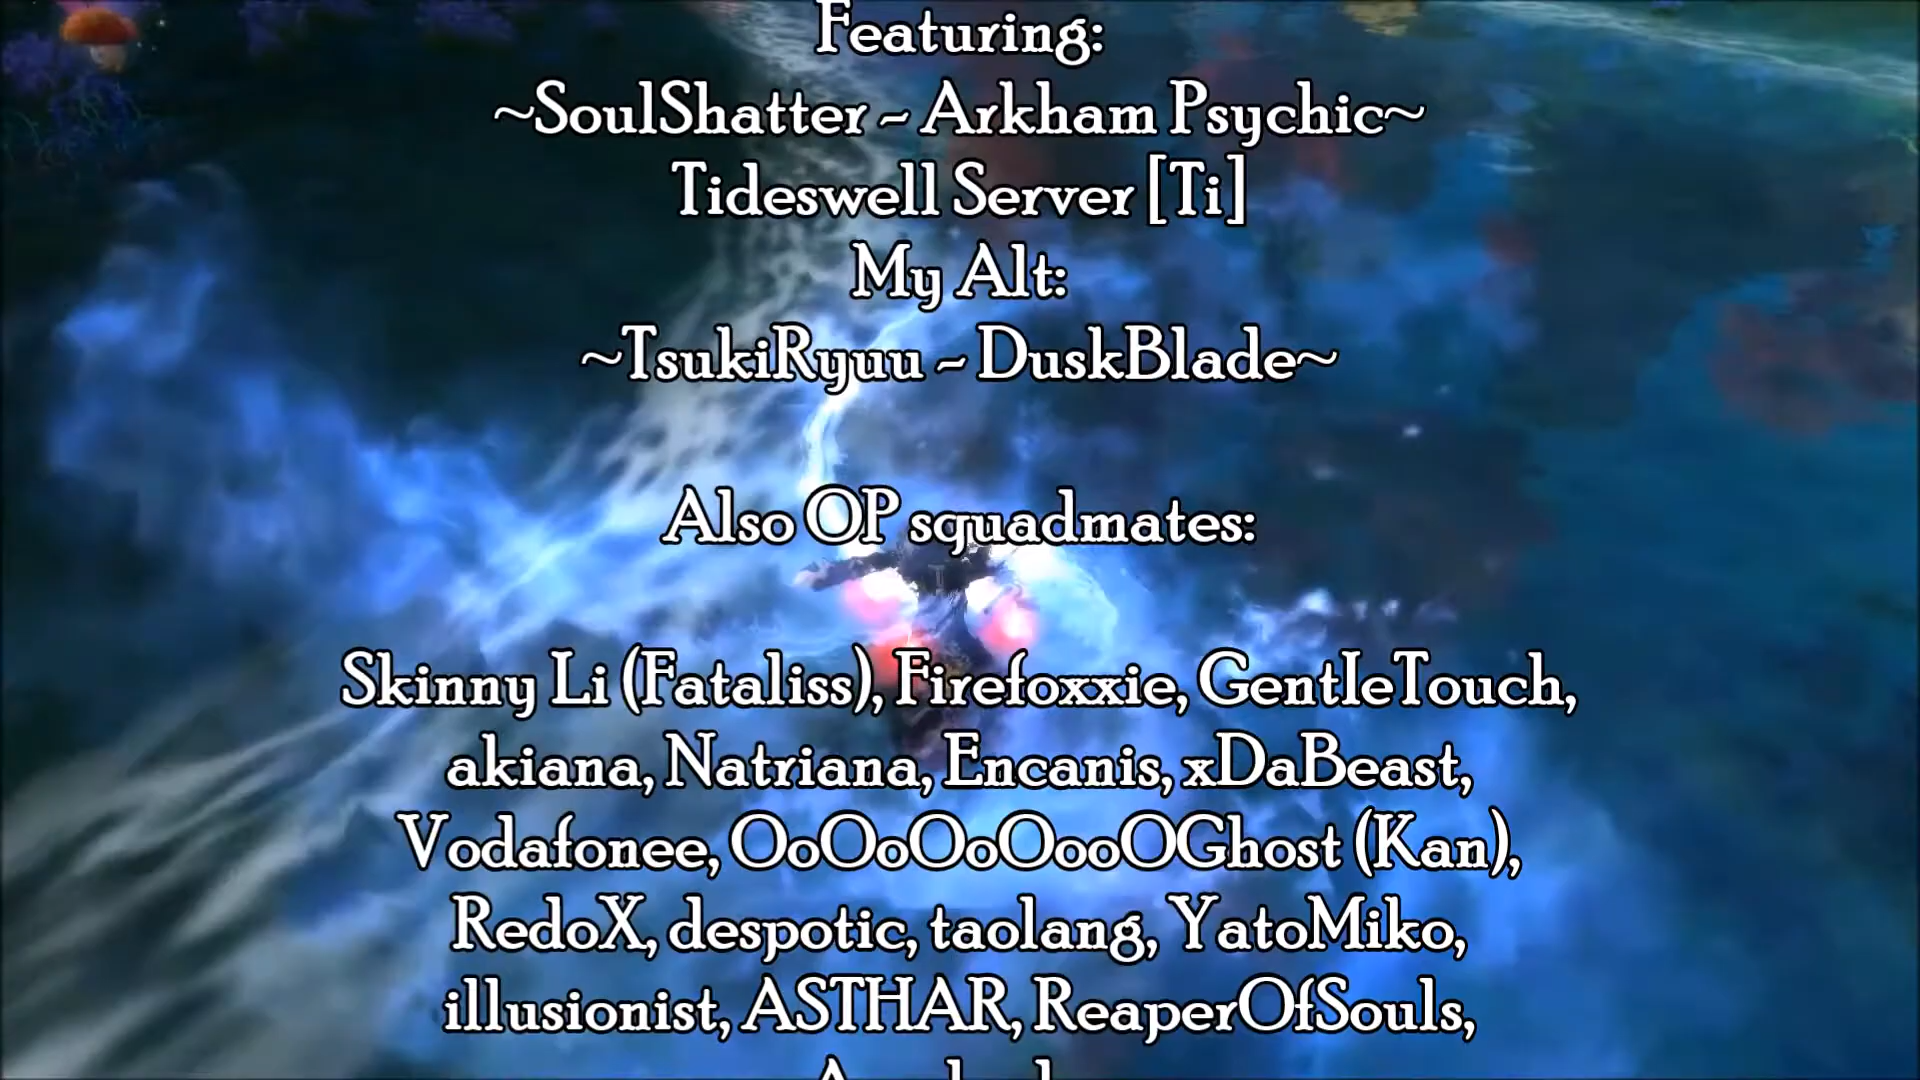 Featuring:
~SoulShatter - Arkham Psychic~
Tideswell Server [Ti]
My Alt:
~TsukiRyuu - DuskBlade~
Also OP squadmates:
Skinny Li (Fataliss), Firefoxxie, GentIeTouch,
akiana, Natriana, Encanis, xDaBeast,
Vodafonee, OoOoOoOooOGhost (Kan),
RedoX, despotic, taolang, YatoMiko,
illusionist, ASTHAR, ReaperOfSouls,